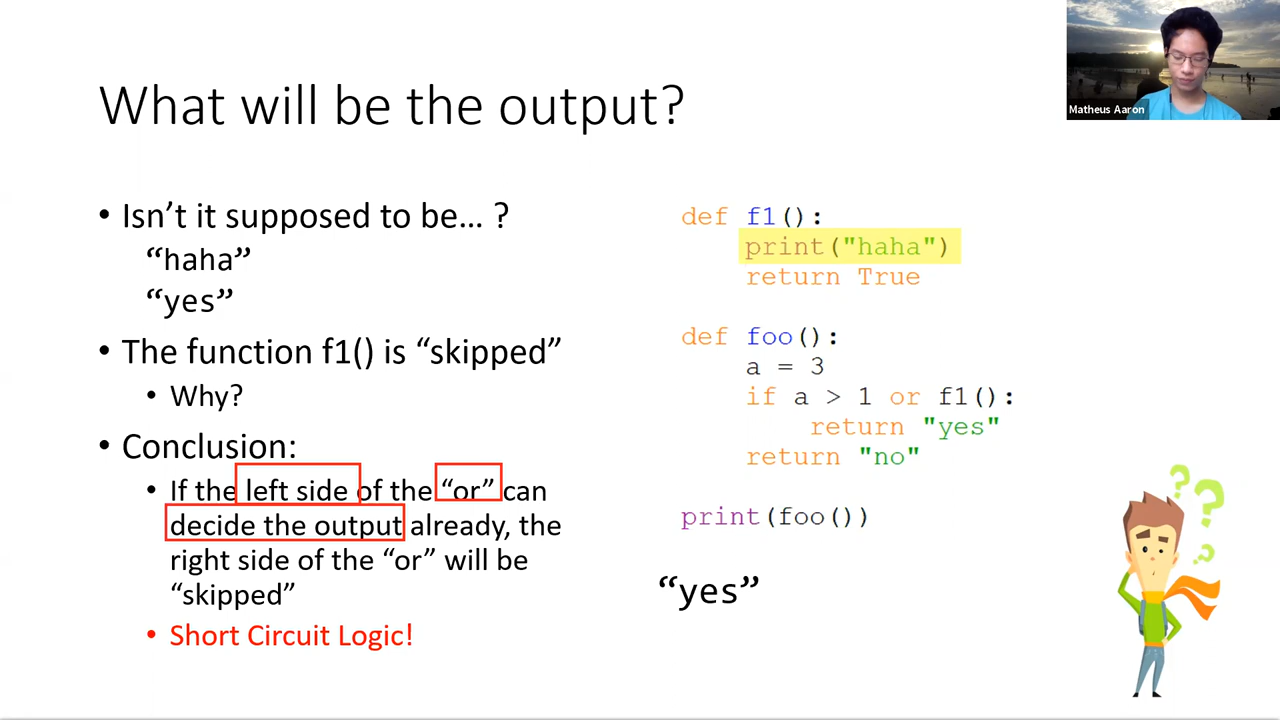 What will be the output?
Matheus Aaron
• Isn’t it supposed to be… ?
“haha”
“yes”
• The function f1() is “skipped”
• Why?
• Conclusion:
• If the left side of the “or” can
decide the output already, the
right side of the “or” will be
“skipped”
• Short Circuit Logic!
def f1():
    print("haha")
    return True
def foo():
    a = 3
    if a > 1 or f1():
        return "yes"
    return "no"
print(foo())
“yes”